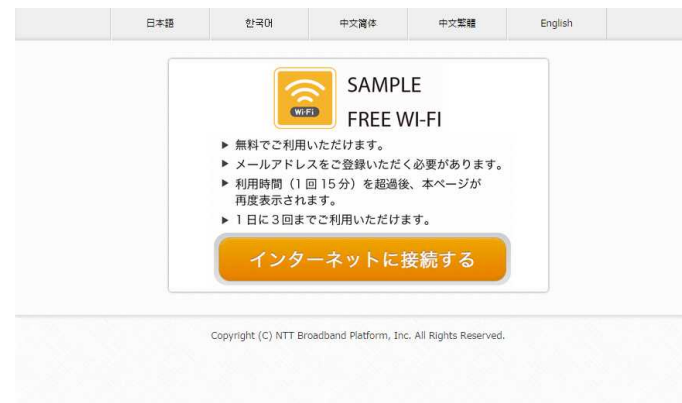 日本語 한국어 中文简体 中文繁體 English
Wi-Fi
SAMPLE
FREE WI-FI
▶ 無料でご利用いただけます。
▶ メールアドレスをご登録いただく必要があります。
▶ 利用時間（1回15分）を超過後、本ページが
再度表示されます。
▶ 1日に3回までご利用いただけます。
インターネットに接続する
Copyright (C) NTT Broadband Platform, Inc. All Rights Reserved.